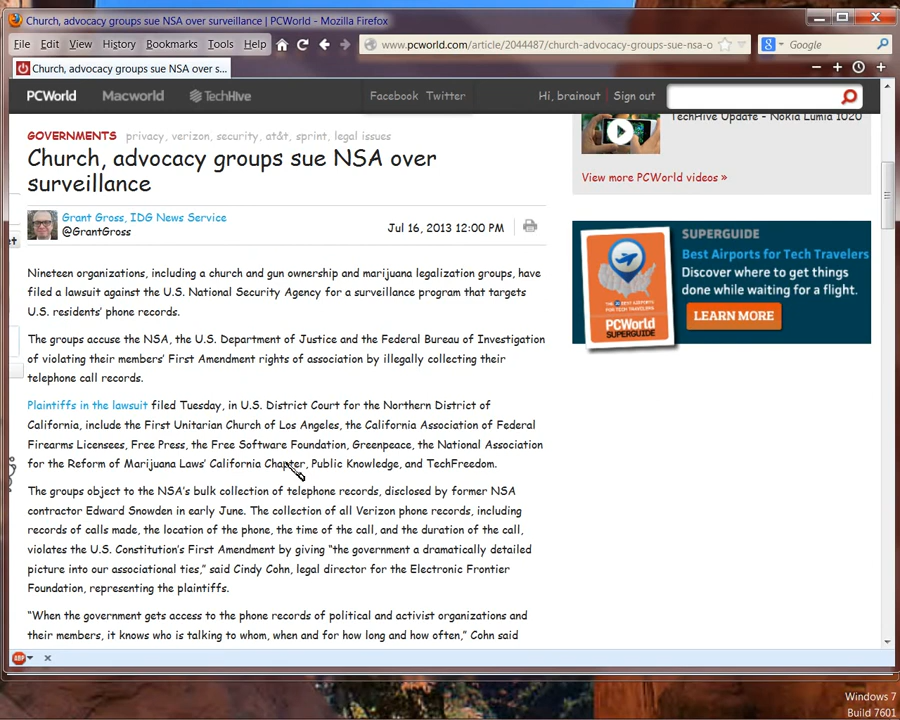 Church, advocacy groups sue NSA over surveillance | PCWorld - Mozilla Firefox
File Edit View History Bookmarks Tools Help
www.pcworld.com/article/2044487/church-advocacy-groups-sue-nsa-o
Google
Church, advocacy groups sue NSA over s...
PCWorld Macworld TechHive Facebook Twitter Hi, brainout Sign out
GOVERNMENTS privacy, verizon, security, at&t, sprint, legal issues
Church, advocacy groups sue NSA over
surveillance
Grant Gross, IDG News Service
@GrantGross
Jul 16, 2013 12:00 PM
Nineteen organizations, including a church and gun ownership and marijuana legalization groups, have
filed a lawsuit against the U.S. National Security Agency for a surveillance program that targets
U.S. residents' phone records.
The groups accuse the NSA, the U.S. Department of Justice and the Federal Bureau of Investigation
of violating their members' First Amendment rights of association by illegally collecting their
telephone call records.
Plaintiffs in the lawsuit filed Tuesday, in U.S. District Court for the Northern District of
California, include the First Unitarian Church of Los Angeles, the California Association of Federal
Firearms Licensees, Free Press, the Free Software Foundation, Greenpeace, the National Association
for the Reform of Marijuana Laws' California Chapter, Public Knowledge, and TechFreedom.
The groups object to the NSA's bulk collection of telephone records, disclosed by former NSA
contractor Edward Snowden in early June. The collection of all Verizon phone records, including
records of calls made, the location of the phone, the time of the call, and the duration of the call,
violates the U.S. Constitution's First Amendment by giving "the government a dramatically detailed
picture into our associational ties," said Cindy Cohn, legal director for the Electronic Frontier
Foundation, representing the plaintiffs.
"When the government gets access to the phone records of political and activist organizations and
their members, it knows who is talking to whom, when and for how long and how often," Cohn said
TechHive Update - Nokia Lumia 1020
View more PCWorld videos »
SUPERGUIDE
Best Airports for Tech Travelers
Discover where to get things
done while waiting for a flight.
LEARN MORE
PCWorld
SUPERGUIDE
ABP
Windows 7
Build 7601